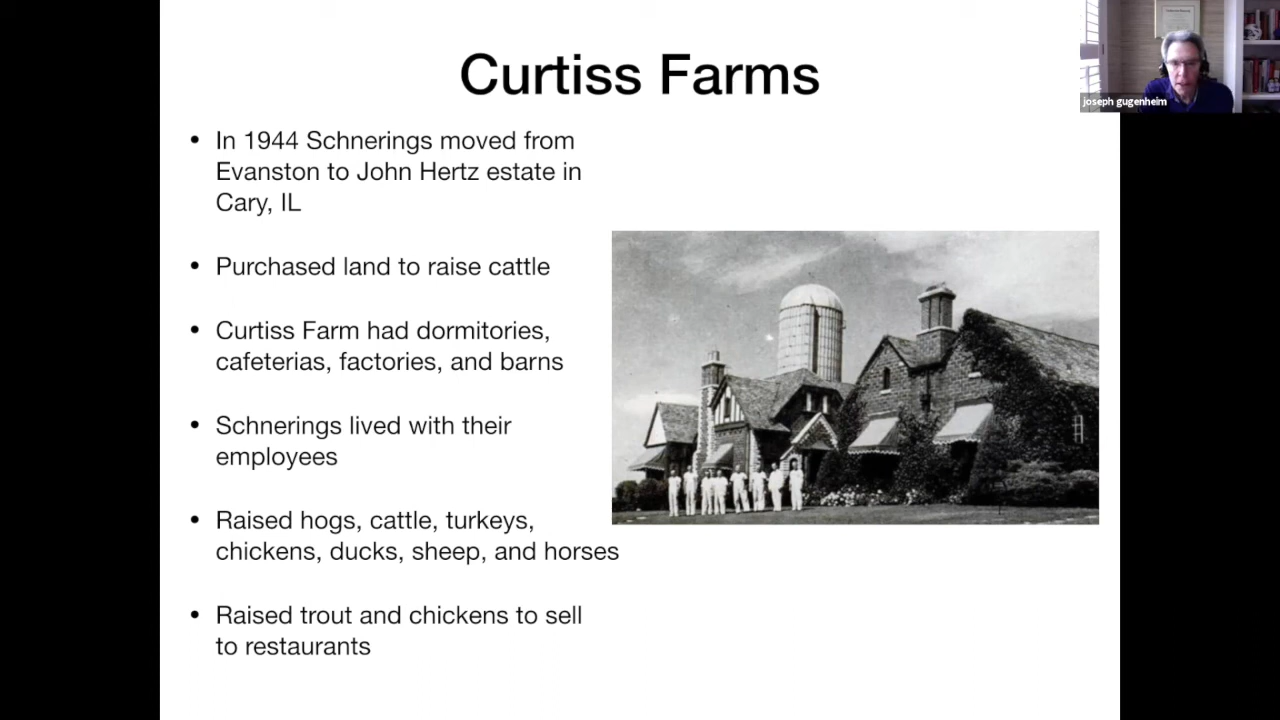 Curtiss Farms
joseph gugenheim
• In 1944 Schnerings moved from
Evanston to John Hertz estate in
Cary, IL
• Purchased land to raise cattle
• Curtiss Farm had dormitories,
cafeterias, factories, and barns
• Schnerings lived with their
employees
• Raised hogs, cattle, turkeys,
chickens, ducks, sheep, and horses
• Raised trout and chickens to sell
to restaurants